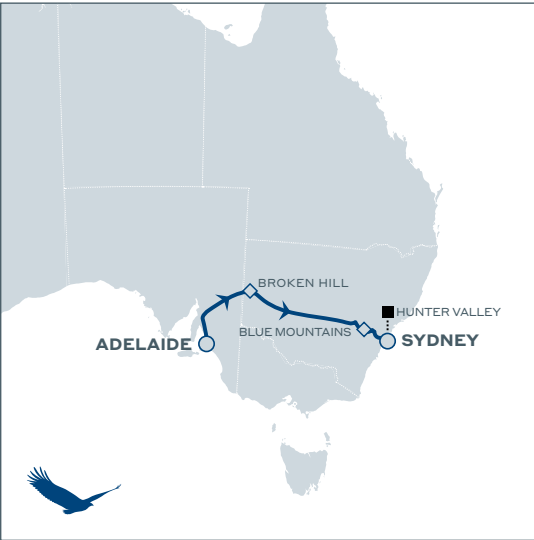 BROKEN HILL
HUNTER VALLEY
BLUE MOUNTAINS
ADELAIDE
SYDNEY